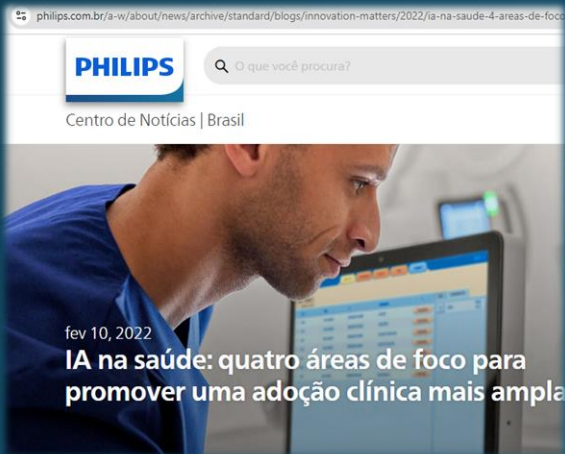 philips.com.br/a-w/about/news/archive/standard/blogs/innovation-matters/2022/ia-na-saude-4-areas-de-foco
PHILIPS
O que você procura?
Centro de Notícias | Brasil
fev 10, 2022
IA na saúde: quatro áreas de foco para
promover uma adoção clínica mais ampla